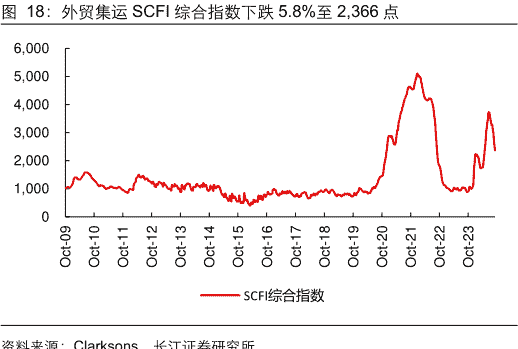 图 18：外贸集运 SCFI 综合指数下跌 5.8%至 2,366 点
6,000
5,000
4,000
3,000
2,000
1,000
0
Oct-09
Oct-10
Oct-11
Oct-12
Oct-13
Oct-14
Oct-15
Oct-16
Oct-17
Oct-18
Oct-19
Oct-20
Oct-21
Oct-22
Oct-23
SCFI综合指数
资料来源：Clarksons，长江证券研究所